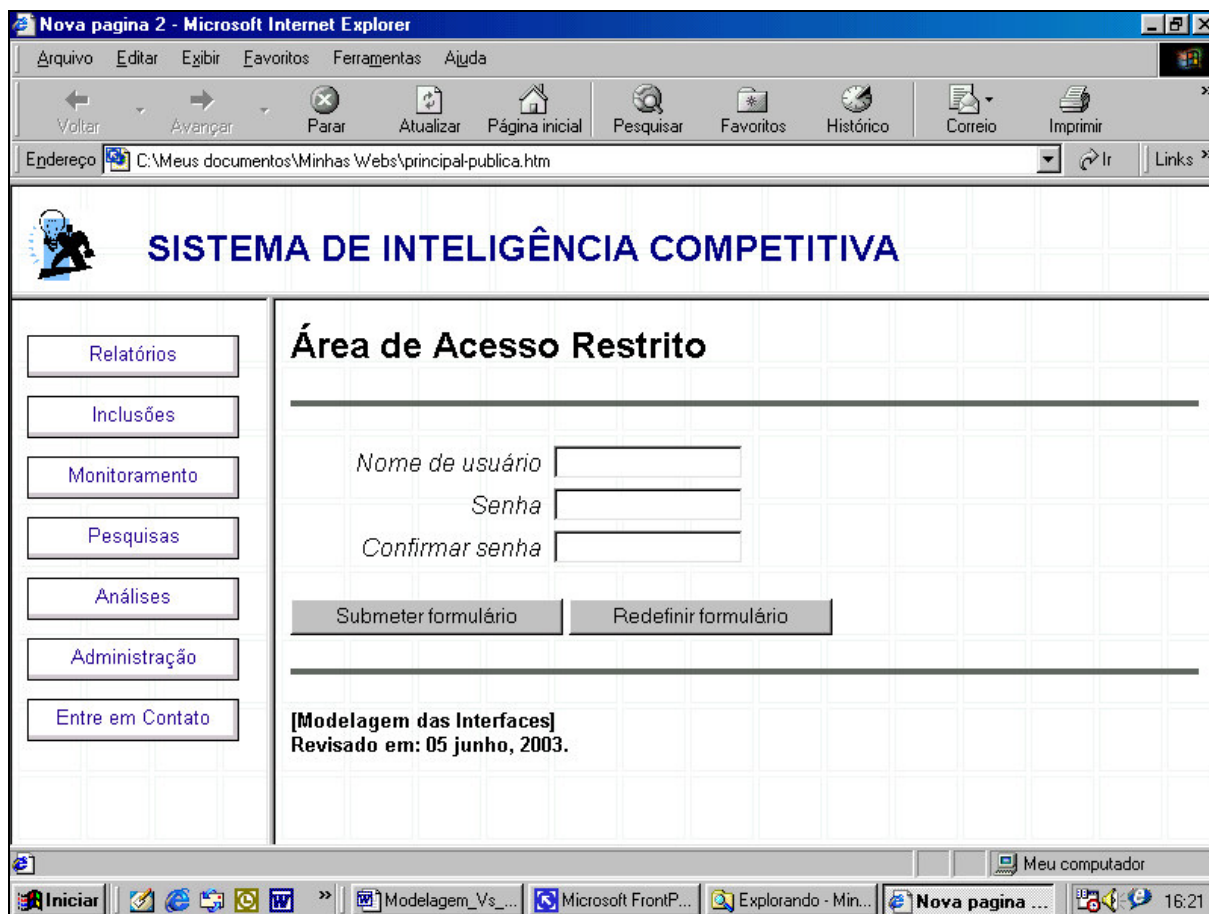 Nova pagina 2 - Microsoft Internet Explorer
Arquivo Editar Exibir Favoritos Ferramentas Ajuda
Voltar Avançar Parar Atualizar Página inicial Pesquisar Favoritos Histórico Correio Imprimir
Endereço C:\Meus documentos\Minhas Webs\principal-publica.htm Ir Links
SISTEMA DE INTELIGÊNCIA COMPETITIVA
Relatórios
Inclusões
Monitoramento
Pesquisas
Análises
Administração
Entre em Contato
Área de Acesso Restrito
Nome de usuário
Senha
Confirmar senha
Submeter formulário Redefinir formulário
[Modelagem das Interfaces]
Revisado em: 05 junho, 2003.
Meu computador
Iniciar Modelagem_Vs_... Microsoft FrontP... Explorando - Min... Nova pagina ... 16:21